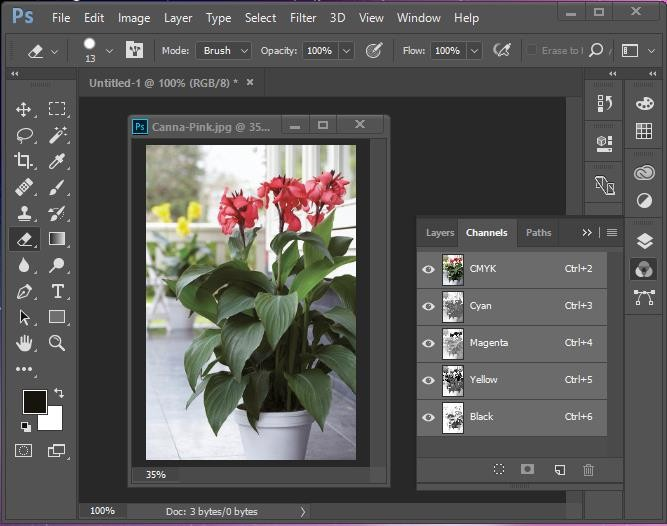 Ps File Edit Image Layer Type Select Filter 3D View Window Help
13 Mode: Brush Opacity: 100% Flow: 100% Erase to
Untitled-1 @ 100% (RGB/8) *
Ps Canna-Pink.jpg @ 35...
Layers Channels Paths
CMYK Ctrl+2
Cyan Ctrl+3
Magenta Ctrl+4
Yellow Ctrl+5
Black Ctrl+6
35%
100% Doc: 3 bytes/0 bytes